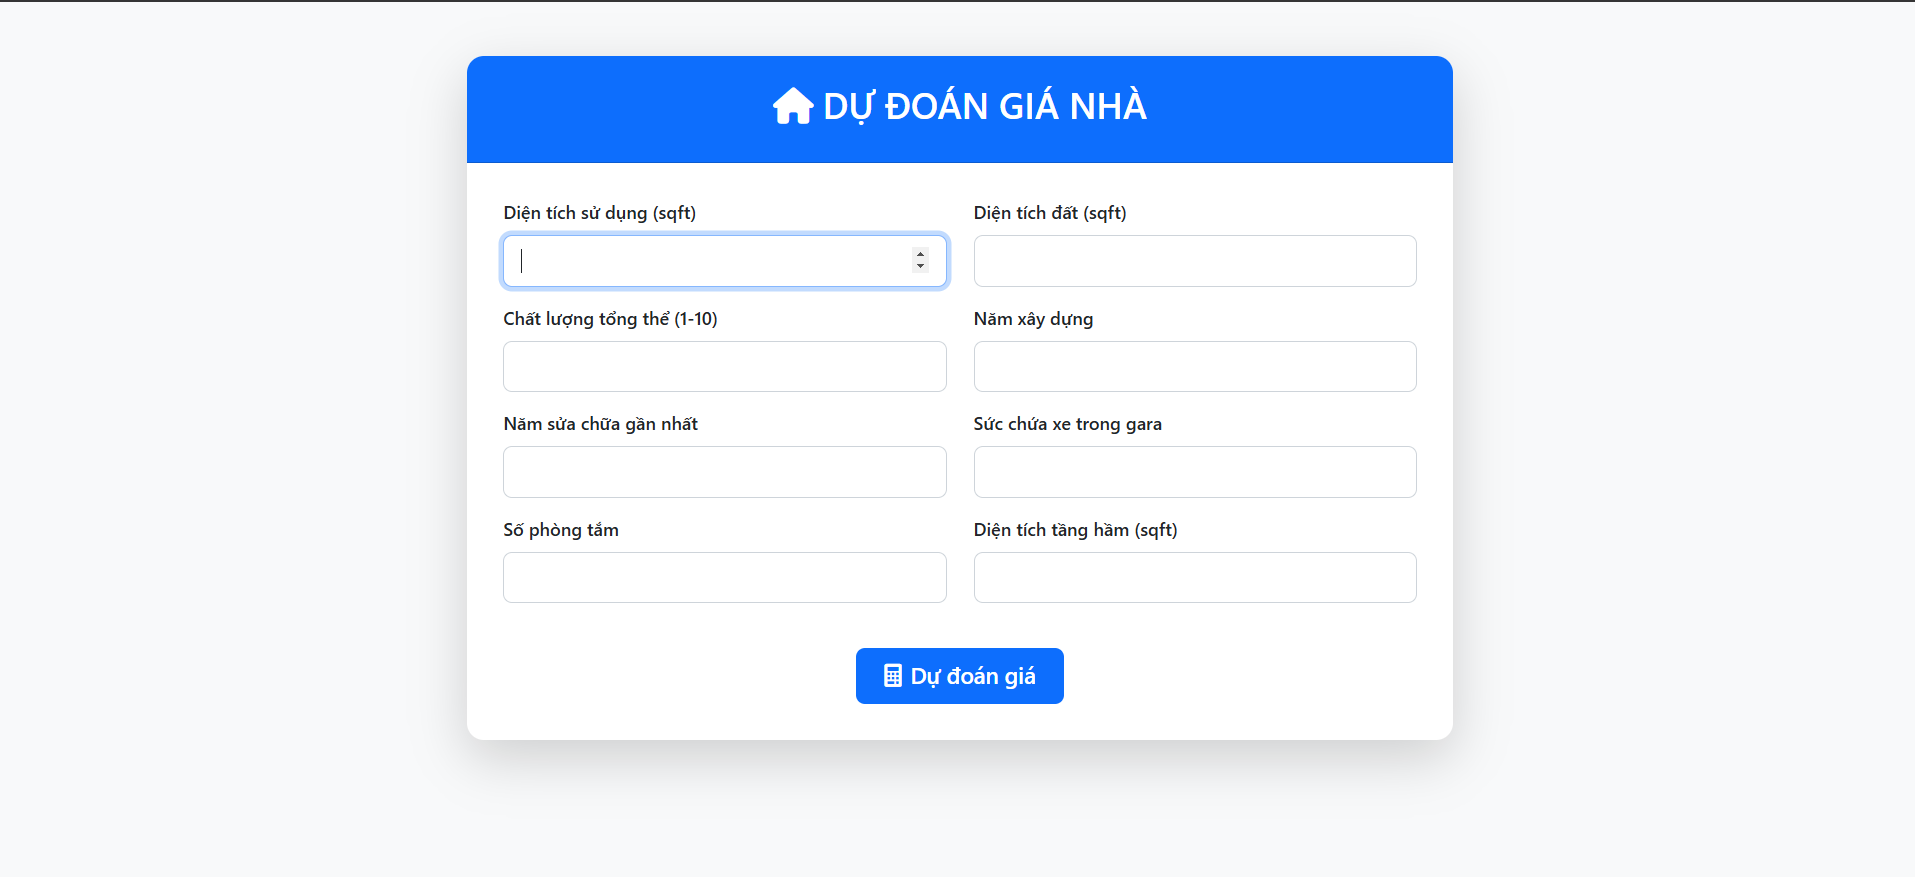 DỰ ĐOÁN GIÁ NHÀ
Diện tích sử dụng (sqft)
Diện tích đất (sqft)
Chất lượng tổng thể (1-10)
Năm xây dựng
Năm sửa chữa gần nhất
Sức chứa xe trong gara
Số phòng tắm
Diện tích tầng hầm (sqft)
Dự đoán giá